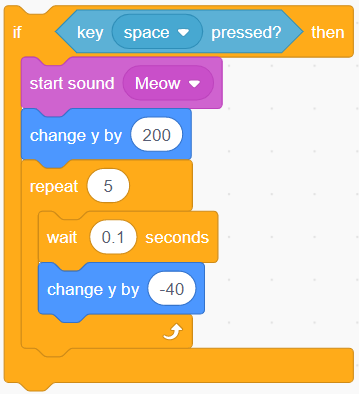 if key space pressed? then
start sound Meow
change y by 200
repeat 5
wait 0.1 seconds
change y by -40